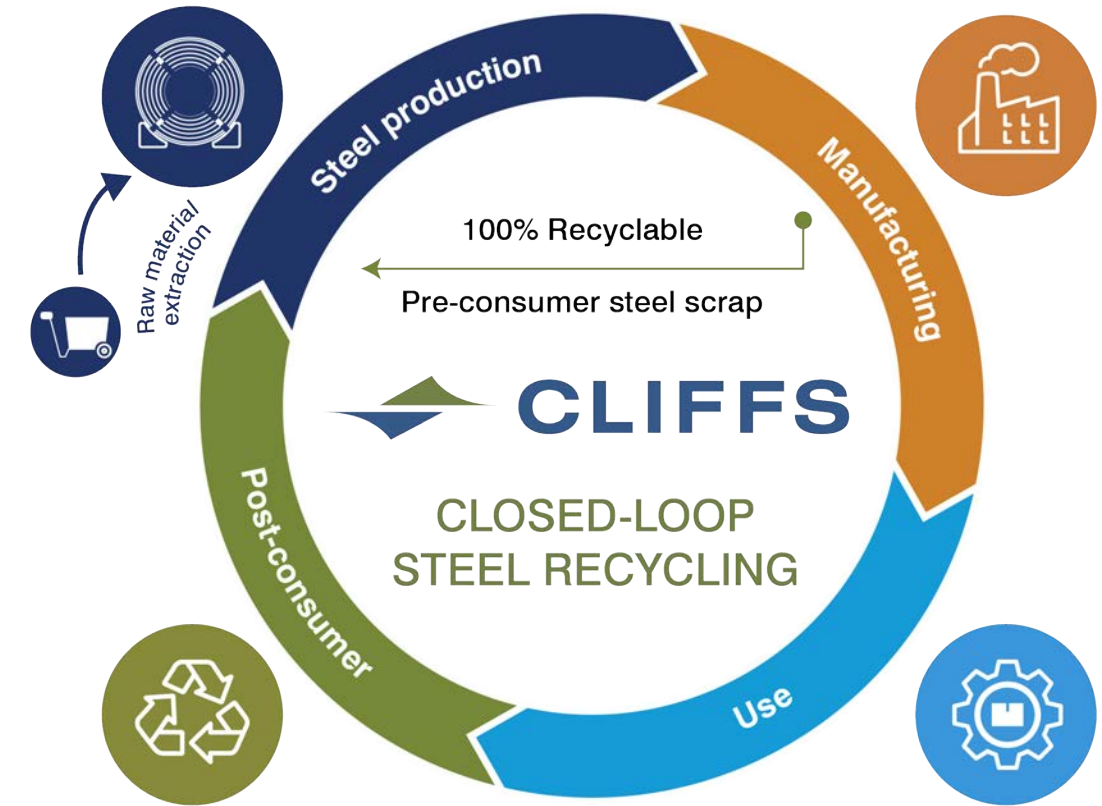 Steel production
Manufacturing
Raw material/
extraction
100% Recyclable
Pre-consumer steel scrap
CLIFFS
CLOSED-LOOP
STEEL RECYCLING
Post-consumer
Use